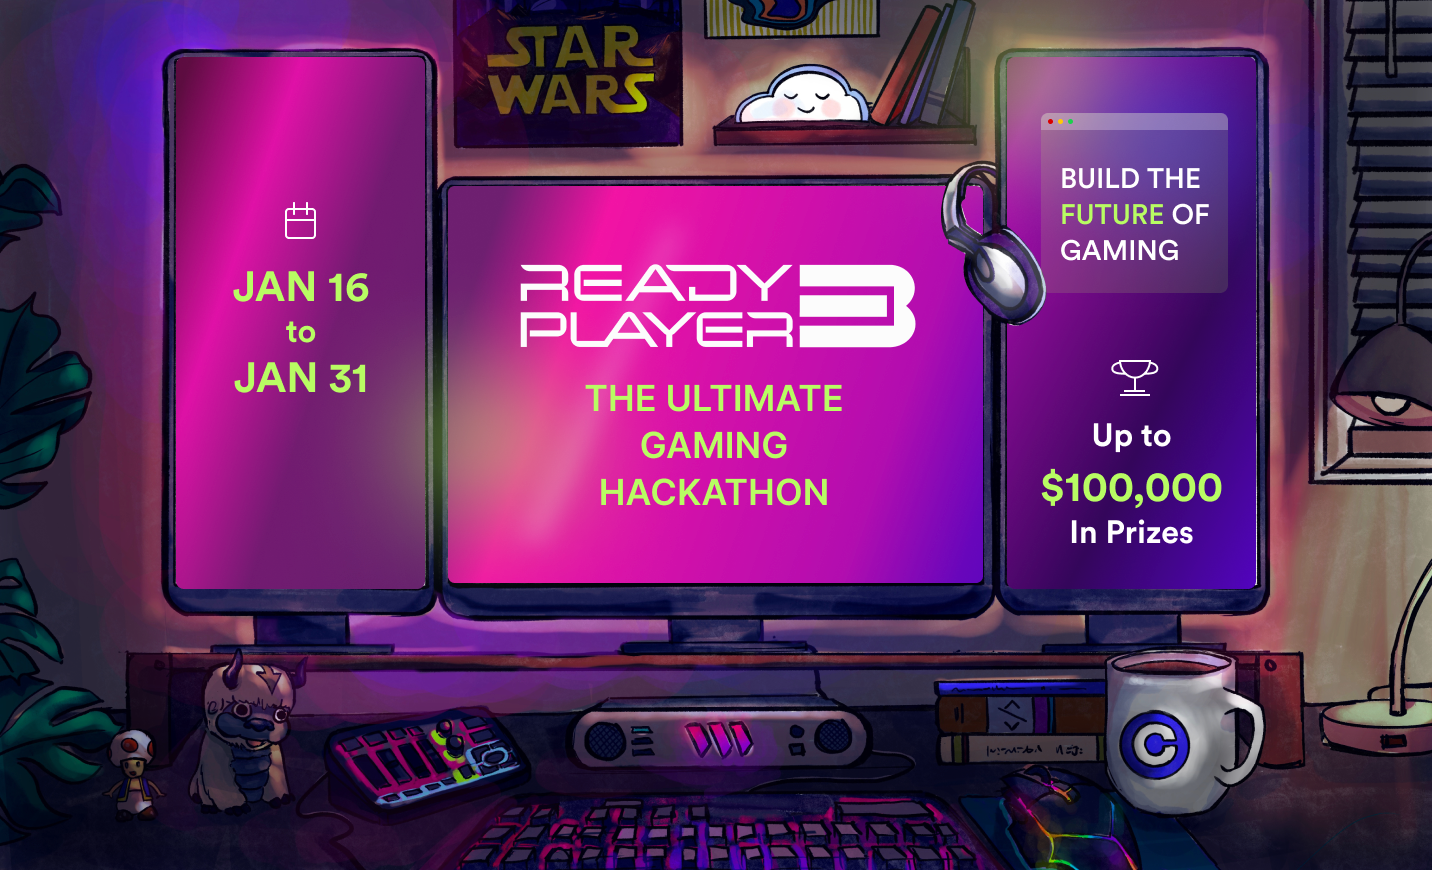 STAR
WARS
JAN 16
to
JAN 31
READY
PLAYER 3
THE ULTIMATE
GAMING
HACKATHON
BUILD THE
FUTURE OF
GAMING
Up to
$100,000
In Prizes
</>
C